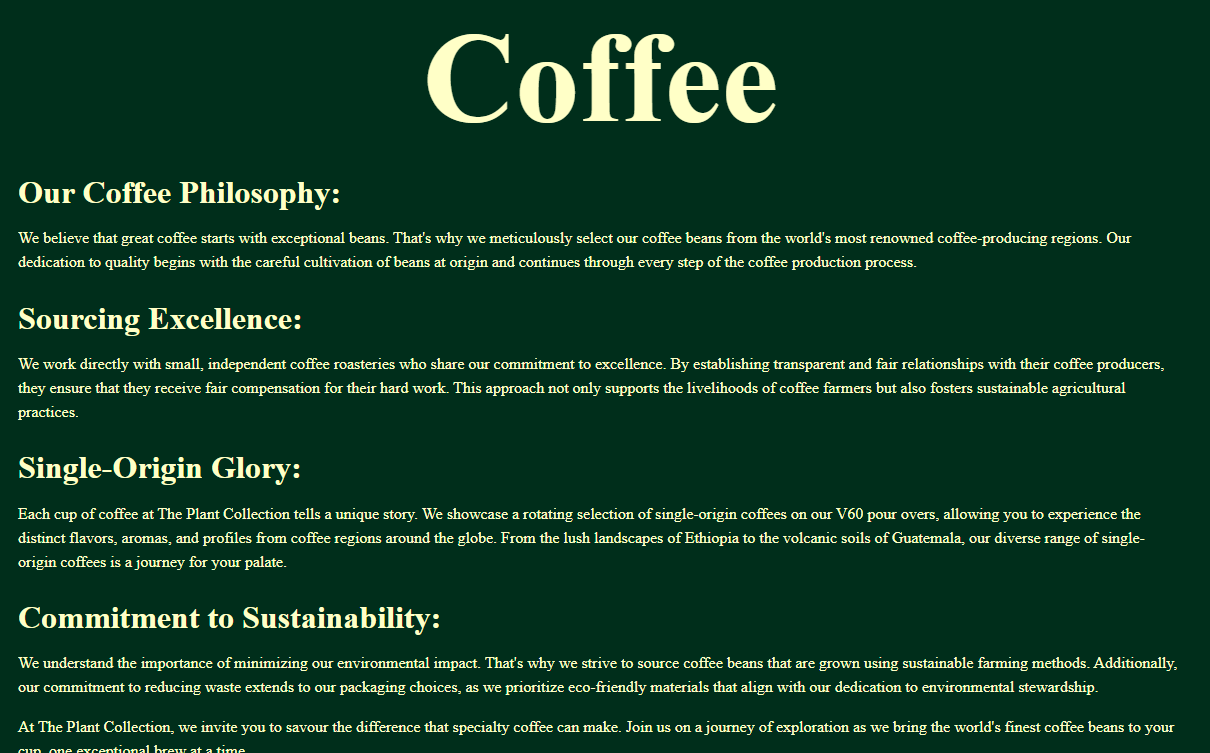 Coffee
Our Coffee Philosophy:
We believe that great coffee starts with exceptional beans. That's why we meticulously select our coffee beans from the world's most renowned coffee-producing regions. Our
dedication to quality begins with the careful cultivation of beans at origin and continues through every step of the coffee production process.
Sourcing Excellence:
We work directly with small, independent coffee roasteries who share our commitment to excellence. By establishing transparent and fair relationships with their coffee producers,
they ensure that they receive fair compensation for their hard work. This approach not only supports the livelihoods of coffee farmers but also fosters sustainable agricultural
practices.
Single-Origin Glory:
Each cup of coffee at The Plant Collection tells a unique story. We showcase a rotating selection of single-origin coffees on our V60 pour overs, allowing you to experience the
distinct flavors, aromas, and profiles from coffee regions around the globe. From the lush landscapes of Ethiopia to the volcanic soils of Guatemala, our diverse range of single-
origin coffees is a journey for your palate.
Commitment to Sustainability:
We understand the importance of minimizing our environmental impact. That's why we strive to source coffee beans that are grown using sustainable farming methods. Additionally,
our commitment to reducing waste extends to our packaging choices, as we prioritize eco-friendly materials that align with our dedication to environmental stewardship.
At The Plant Collection, we invite you to savour the difference that specialty coffee can make. Join us on a journey of exploration as we bring the world's finest coffee beans to your
cup, one exceptional brew at a time.